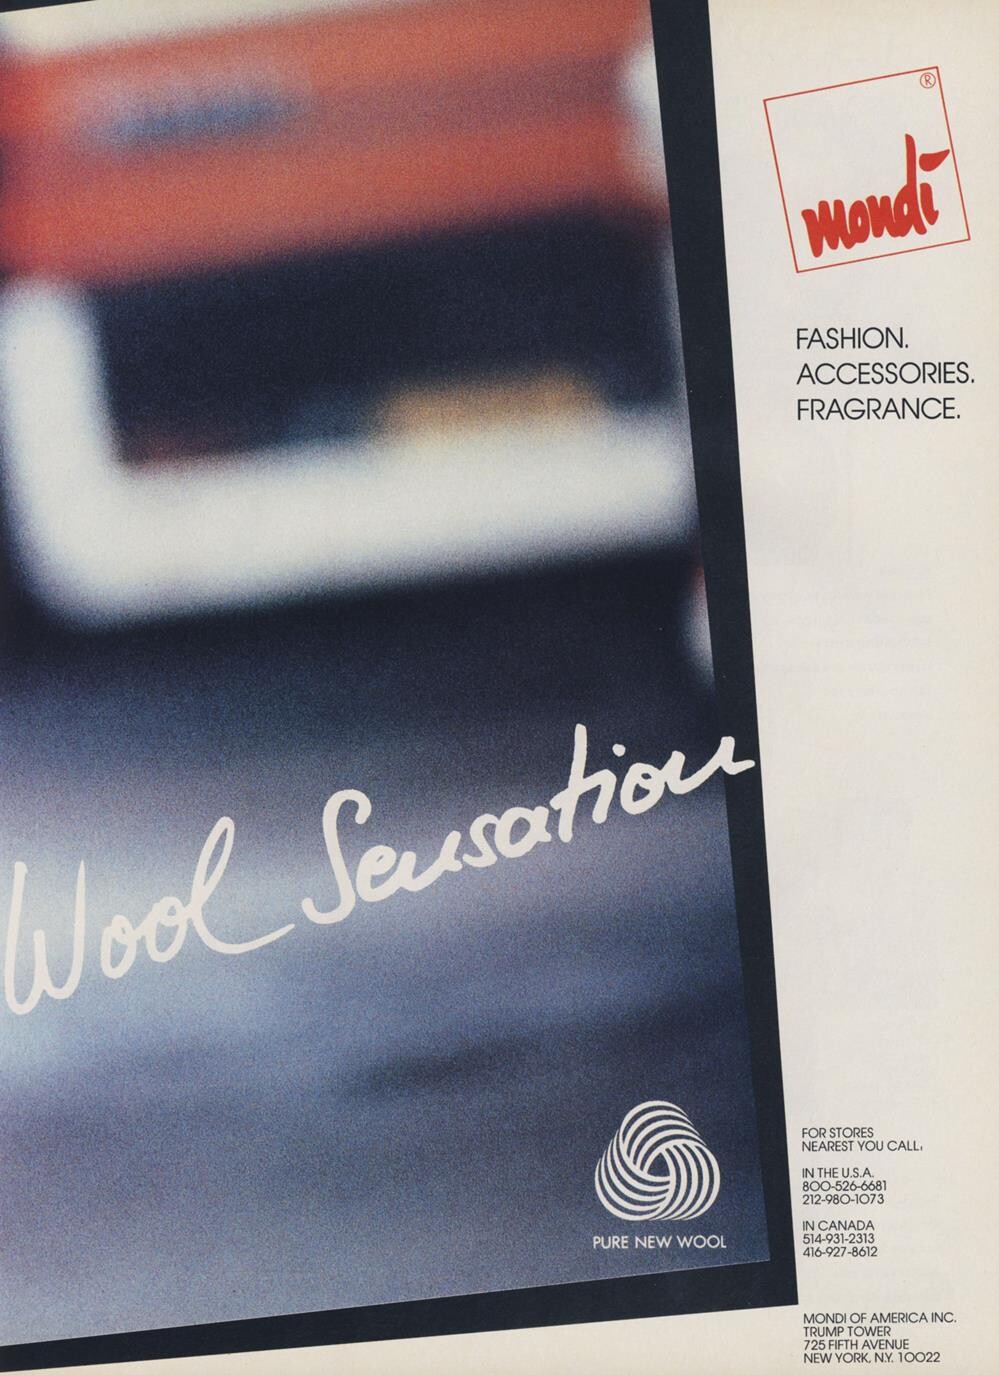 ®
mondi
FASHION.
ACCESSORIES.
FRAGRANCE.
Wool Sensation
PURE NEW WOOL
FOR STORES
NEAREST YOU CALL,
IN THE U.S.A.
800-526-6681
212-980-1073
IN CANADA
514-931-2313
416-927-8612
MONDI OF AMERICA INC.
TRUMP TOWER
725 FIFTH AVENUE
NEW YORK, N.Y. 10022